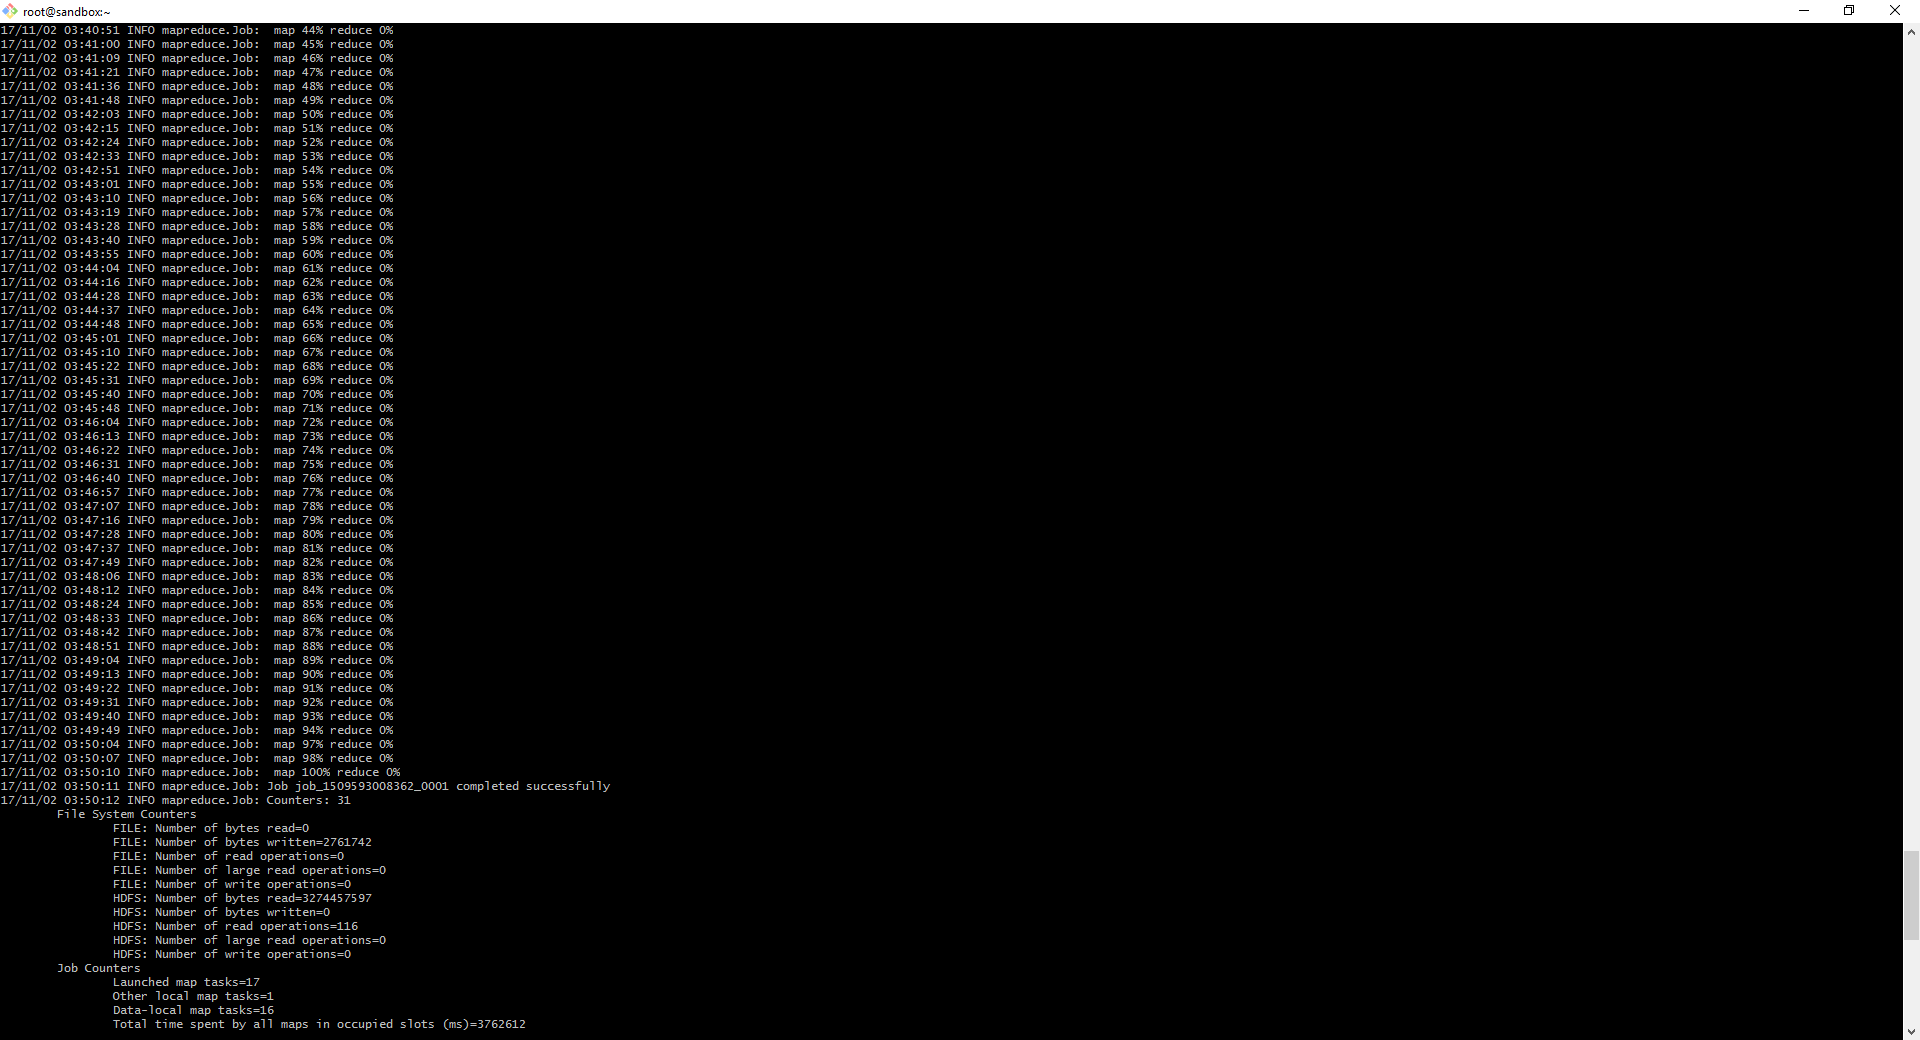 root@sandbox:~
17/11/02 03:40:51 INFO mapreduce.Job:  map 44% reduce 0%
17/11/02 03:41:00 INFO mapreduce.Job:  map 45% reduce 0%
17/11/02 03:41:09 INFO mapreduce.Job:  map 46% reduce 0%
17/11/02 03:41:21 INFO mapreduce.Job:  map 47% reduce 0%
17/11/02 03:41:36 INFO mapreduce.Job:  map 48% reduce 0%
17/11/02 03:41:48 INFO mapreduce.Job:  map 49% reduce 0%
17/11/02 03:42:03 INFO mapreduce.Job:  map 50% reduce 0%
17/11/02 03:42:15 INFO mapreduce.Job:  map 51% reduce 0%
17/11/02 03:42:24 INFO mapreduce.Job:  map 52% reduce 0%
17/11/02 03:42:33 INFO mapreduce.Job:  map 53% reduce 0%
17/11/02 03:42:51 INFO mapreduce.Job:  map 54% reduce 0%
17/11/02 03:43:01 INFO mapreduce.Job:  map 55% reduce 0%
17/11/02 03:43:10 INFO mapreduce.Job:  map 56% reduce 0%
17/11/02 03:43:19 INFO mapreduce.Job:  map 57% reduce 0%
17/11/02 03:43:28 INFO mapreduce.Job:  map 58% reduce 0%
17/11/02 03:43:40 INFO mapreduce.Job:  map 59% reduce 0%
17/11/02 03:43:55 INFO mapreduce.Job:  map 60% reduce 0%
17/11/02 03:44:04 INFO mapreduce.Job:  map 61% reduce 0%
17/11/02 03:44:16 INFO mapreduce.Job:  map 62% reduce 0%
17/11/02 03:44:28 INFO mapreduce.Job:  map 63% reduce 0%
17/11/02 03:44:37 INFO mapreduce.Job:  map 64% reduce 0%
17/11/02 03:44:48 INFO mapreduce.Job:  map 65% reduce 0%
17/11/02 03:45:01 INFO mapreduce.Job:  map 66% reduce 0%
17/11/02 03:45:10 INFO mapreduce.Job:  map 67% reduce 0%
17/11/02 03:45:22 INFO mapreduce.Job:  map 68% reduce 0%
17/11/02 03:45:31 INFO mapreduce.Job:  map 69% reduce 0%
17/11/02 03:45:40 INFO mapreduce.Job:  map 70% reduce 0%
17/11/02 03:45:48 INFO mapreduce.Job:  map 71% reduce 0%
17/11/02 03:46:04 INFO mapreduce.Job:  map 72% reduce 0%
17/11/02 03:46:13 INFO mapreduce.Job:  map 73% reduce 0%
17/11/02 03:46:22 INFO mapreduce.Job:  map 74% reduce 0%
17/11/02 03:46:31 INFO mapreduce.Job:  map 75% reduce 0%
17/11/02 03:46:40 INFO mapreduce.Job:  map 76% reduce 0%
17/11/02 03:46:57 INFO mapreduce.Job:  map 77% reduce 0%
17/11/02 03:47:07 INFO mapreduce.Job:  map 78% reduce 0%
17/11/02 03:47:16 INFO mapreduce.Job:  map 79% reduce 0%
17/11/02 03:47:28 INFO mapreduce.Job:  map 80% reduce 0%
17/11/02 03:47:37 INFO mapreduce.Job:  map 81% reduce 0%
17/11/02 03:47:49 INFO mapreduce.Job:  map 82% reduce 0%
17/11/02 03:48:06 INFO mapreduce.Job:  map 83% reduce 0%
17/11/02 03:48:12 INFO mapreduce.Job:  map 84% reduce 0%
17/11/02 03:48:24 INFO mapreduce.Job:  map 85% reduce 0%
17/11/02 03:48:33 INFO mapreduce.Job:  map 86% reduce 0%
17/11/02 03:48:42 INFO mapreduce.Job:  map 87% reduce 0%
17/11/02 03:48:51 INFO mapreduce.Job:  map 88% reduce 0%
17/11/02 03:49:04 INFO mapreduce.Job:  map 89% reduce 0%
17/11/02 03:49:13 INFO mapreduce.Job:  map 90% reduce 0%
17/11/02 03:49:22 INFO mapreduce.Job:  map 91% reduce 0%
17/11/02 03:49:31 INFO mapreduce.Job:  map 92% reduce 0%
17/11/02 03:49:40 INFO mapreduce.Job:  map 93% reduce 0%
17/11/02 03:49:49 INFO mapreduce.Job:  map 94% reduce 0%
17/11/02 03:50:04 INFO mapreduce.Job:  map 97% reduce 0%
17/11/02 03:50:07 INFO mapreduce.Job:  map 98% reduce 0%
17/11/02 03:50:10 INFO mapreduce.Job:  map 100% reduce 0%
17/11/02 03:50:11 INFO mapreduce.Job: Job job_1509593008362_0001 completed successfully
17/11/02 03:50:12 INFO mapreduce.Job: Counters: 31
File System Counters
FILE: Number of bytes read=0
FILE: Number of bytes written=2761742
FILE: Number of read operations=0
FILE: Number of large read operations=0
FILE: Number of write operations=0
HDFS: Number of bytes read=3274457597
HDFS: Number of bytes written=0
HDFS: Number of read operations=116
HDFS: Number of large read operations=0
HDFS: Number of write operations=0
Job Counters
Launched map tasks=17
Other local map tasks=1
Data-local map tasks=16
Total time spent by all maps in occupied slots (ms)=3762612